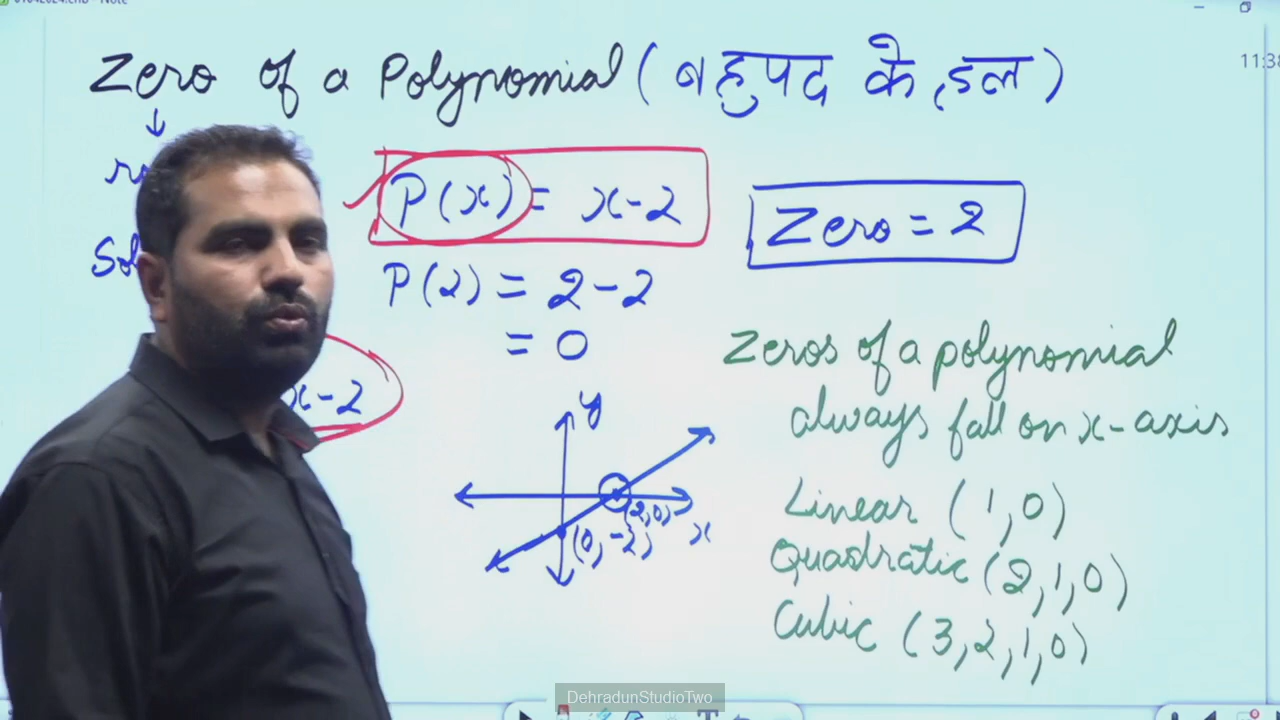 Zero of a Polynomial (बहुपद के हल)
P(x) = x-2
Zero = 2
P(2) = 2-2
= 0
x-2
Zeros of a polynomial
always fall on x-axis
y
(2,0)
(0,-2)
x
Linear (1,0)
Quadratic (2,1,0)
Cubic (3,2,1,0)
DehradunStudioTwo